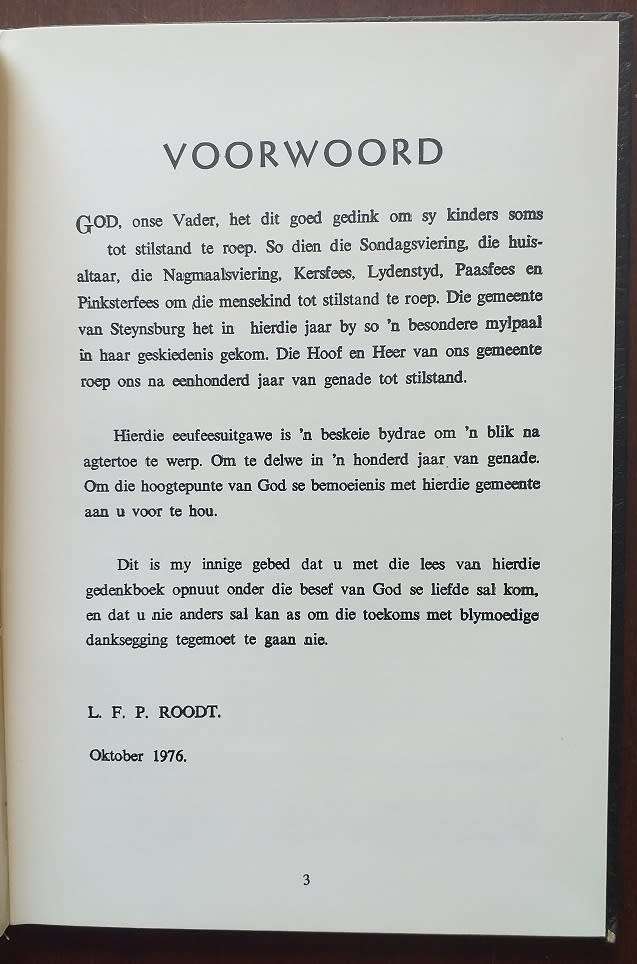 VOORWOORD
GOD, onse Vader, het dit goed gedink om sy kinders soms
tot stilstand te roep. So dien die Sondagsviering, die huis-
altaar, die Nagmaalsviering, Kersfees, Lydenstyd, Paasfees en
Pinksterfees om die mensekind tot stilstand te roep. Die gemeente
van Steynsburg het in hierdie jaar by so 'n besondere mylpaal
in haar geskiedenis gekom. Die Hoof en Heer van ons gemeente
roep ons na eenhonderd jaar van genade tot stilstand.
Hierdie eeufeesuitgawe is 'n beskeie bydrae om 'n blik na
agtertoe te werp. Om te delwe in 'n honderd jaar van genade.
Om die hoogtepunte van God se bemoeienis met hierdie gemeente
aan u voor te hou.
Dit is my innige gebed dat u met die lees van hierdie
gedenkboek opnuut onder die besef van God se liefde sal kom,
en dat u nie anders sal kan as om die toekoms met blymoedige
danksegging tegemoet te gaan nie.
L. F. P. ROODT.
Oktober 1976.
3